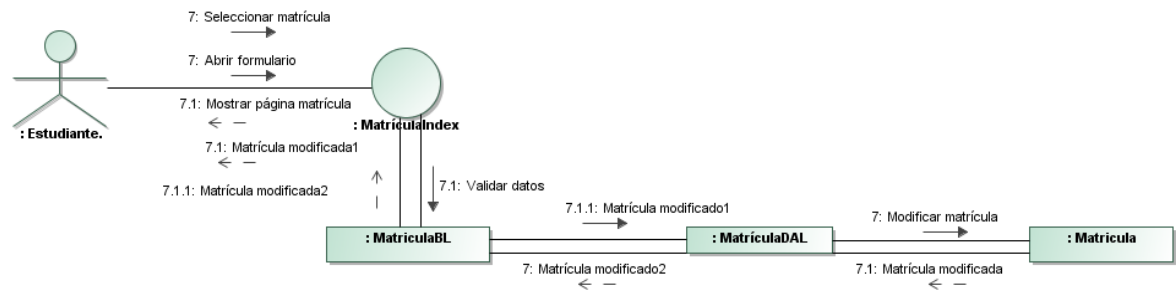 7: Seleccionar matrícula
7: Abrir formulario
7.1: Mostrar página matrícula
: Estudiante.
: MatrículaIndex
7.1: Matrícula modificada1
7.1.1: Matrícula modificada2
7.1: Validar datos
7.1.1: Matrícula modificado1
7: Modificar matrícula
: MatriculaBL
: MatrículaDAL
: Matricula
7: Matrícula modificado2
7.1: Matrícula modificada